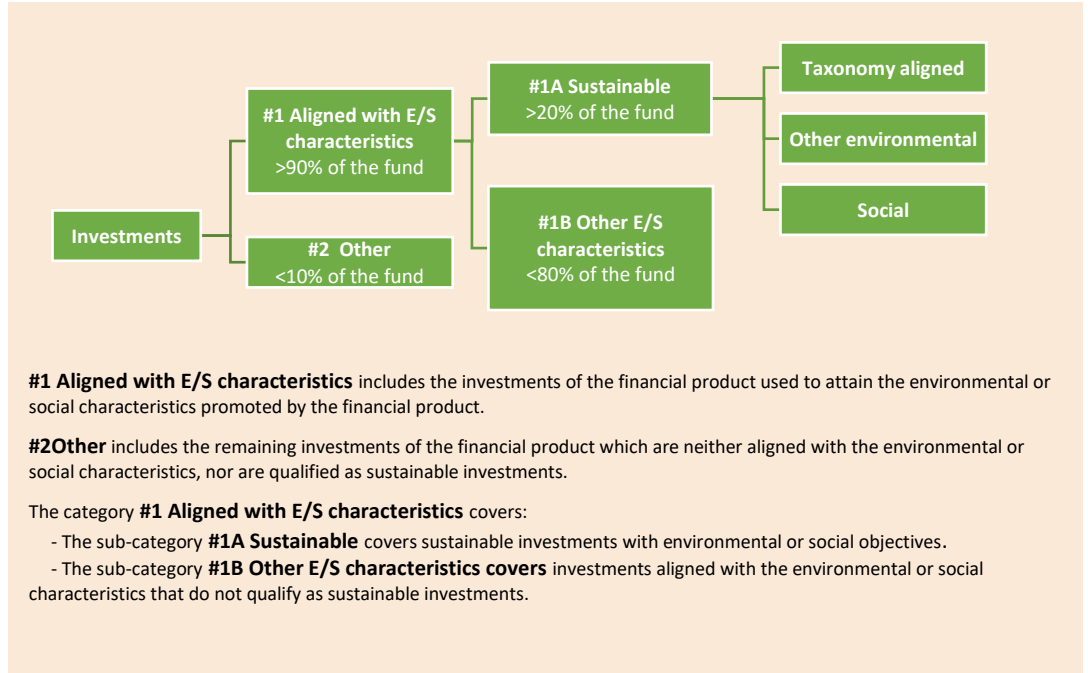 Investments
#1 Aligned with E/S
characteristics
>90% of the fund
#2 Other
<10% of the fund
#1A Sustainable
>20% of the fund
#1B Other E/S
characteristics
<80% of the fund
Taxonomy aligned
Other environmental
Social
#1 Aligned with E/S characteristics includes the investments of the financial product used to attain the environmental or
social characteristics promoted by the financial product.
#2Other includes the remaining investments of the financial product which are neither aligned with the environmental or
social characteristics, nor are qualified as sustainable investments.
The category #1 Aligned with E/S characteristics covers:
- The sub-category #1A Sustainable covers sustainable investments with environmental or social objectives.
- The sub-category #1B Other E/S characteristics covers investments aligned with the environmental or social
characteristics that do not qualify as sustainable investments.